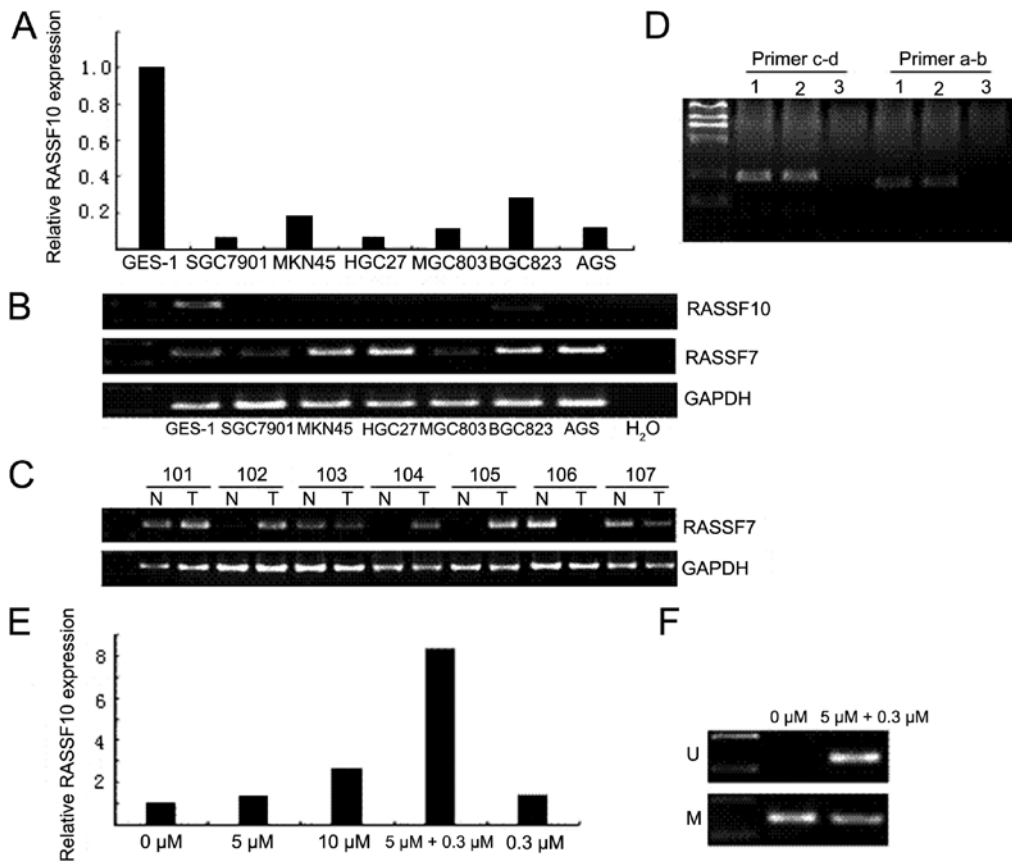 A
Relative RASSF10 expression
1.0
0.8
0.6
0.4
0.2
GES-1 SGC7901 MKN45 HGC27 MGC803 BGC823 AGS
D
Primer c-d Primer a-b
1 2 3 1 2 3
B
RASSF10
RASSF7
GAPDH
GES-1 SGC7901 MKN45 HGC27 MGC803 BGC823 AGS H₂O
C
101 102 103 104 105 106 107
N T N T N T N T N T N T N T
RASSF7
GAPDH
E
Relative RASSF10 expression
8
6
4
2
0 µM 5 µM 10 µM 5 µM + 0.3 µM 0.3 µM
F
0 µM 5 µM + 0.3 µM
U
M